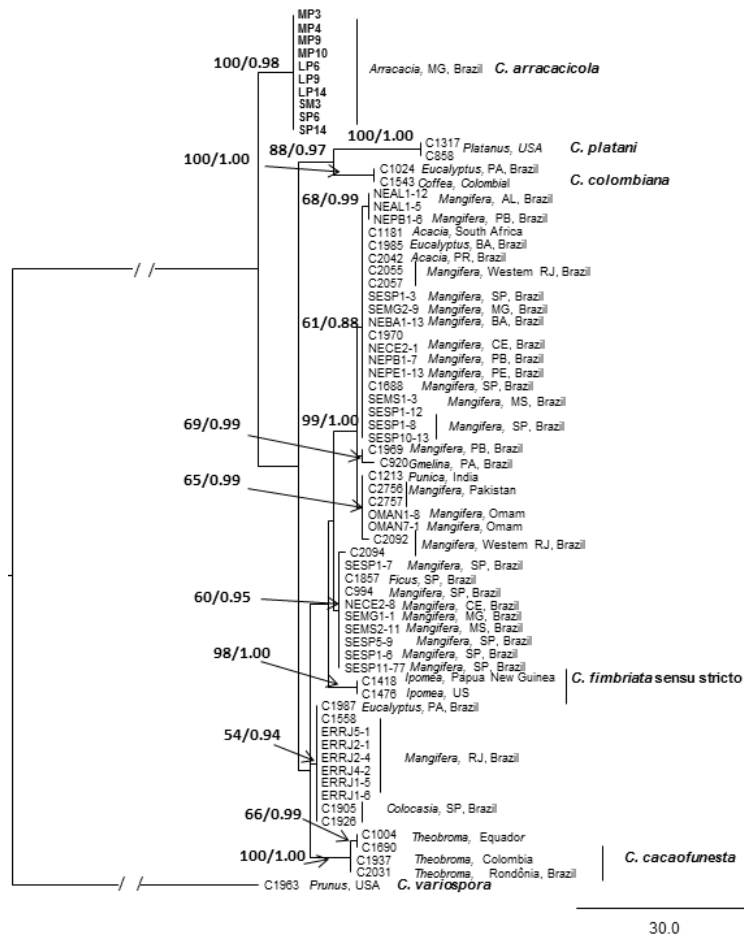 MP3
MP4
MP9
MP10
100/0.98
LP6
Arracacia, MG, Brazil C. arracacicola
LP9
LP14
SM3
SP6
SP14
100/1.00
88/0.97
C1317
Platanus, USA C. platani
C858
100/1.00
C1024 Eucalyptus, PA, Brazil
C1543 Coffea, Colombial C. colombiana
68/0.99
NEAL1-12
Mangifera, AL, Brazil
NEAL1-5
NEPB1-6 Mangifera, PB, Brazil
C1181 Acacia, South Africa
C1985 Eucalyptus, BA, Brazil
C2042 Acacia, PR, Brazil
C2055
Mangifera, Western RJ, Brazil
C2057
SESP1-3 Mangifera, SP, Brazil
SEMG2-9 Mangifera, MG, Brazil
61/0.88
NEBA1-13 Mangifera, BA, Brazil
C1970
NECE2-1 Mangifera, CE, Brazil
NEPB1-7 Mangifera, PB, Brazil
NEPE1-13 Mangifera, PE, Brazil
C1688 Mangifera, SP, Brazil
SEMS1-3 Mangifera, MS, Brazil
SESP1-12
99/1.00
SESP1-8 Mangifera, SP, Brazil
SESP10-13
69/0.99
C1969 Mangifera, PB, Brazil
C920 Gmelina, PA, Brazil
65/0.99
C1213 Punica, India
C2756 Mangifera, Pakistan
C2757
OMAN1-8 Mangifera, Omam
OMAN7-1 Mangifera, Omam
C2092
Mangifera, Western RJ, Brazil
C2094
SESP1-7 Mangifera, SP, Brazil
C1857 Ficus, SP, Brazil
60/0.95
C994 Mangifera, SP, Brazil
NECE2-8 Mangifera, CE, Brazil
SEMG1-1 Mangifera, MG, Brazil
SEMS2-11 Mangifera, MS, Brazil
SESP5-9 Mangifera, SP, Brazil
SESP1-6 Mangifera, SP, Brazil
98/1.00
SESP11-77 Mangifera, SP, Brazil
C1418 Ipomea, Papua New Guinea
C. fimbriata sensu stricto
C1476 Ipomea, US
C1987 Eucalyptus, PA, Brazil
C1558
54/0.94
ERRJ5-1
ERRJ2-1
ERRJ2-4 Mangifera, RJ, Brazil
ERRJ4-2
ERRJ1-5
ERRJ1-6
C1905
Colocasia, SP, Brazil
C1926
66/0.99
C1004 Theobroma, Equador
C1690
100/1.00
C1937 Theobroma, Colombia C. cacaofunesta
C2031 Theobroma, Rondônia, Brazil
C1963 Prunus, USA C. variospora
30.0